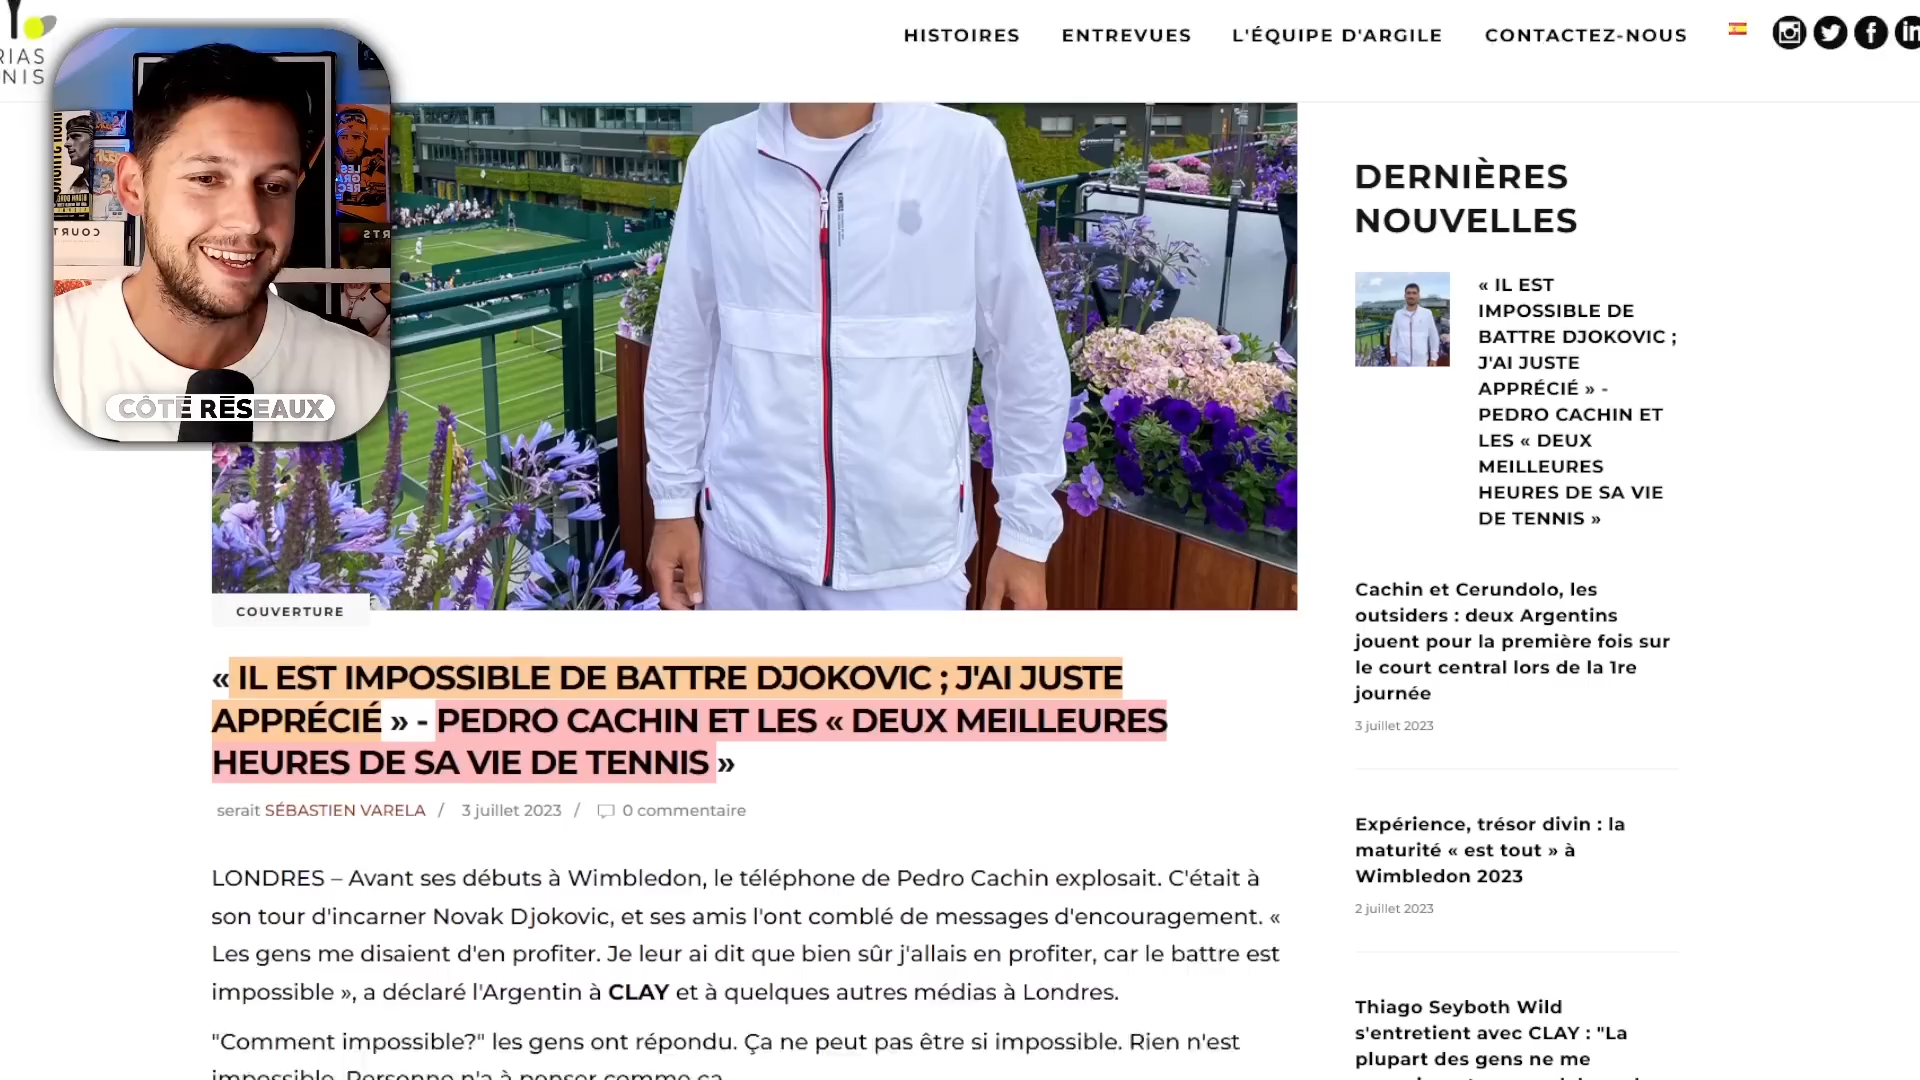 RIAS
NIS
HISTOIRES
ENTREVUES
L'ÉQUIPE D'ARGILE
CONTACTEZ-NOUS
COURTS
CÔTÉ RÉSEAUX
COUVERTURE
« IL EST IMPOSSIBLE DE BATTRE DJOKOVIC ; J'AI JUSTE
APPRÉCIÉ » - PEDRO CACHIN ET LES « DEUX MEILLEURES
HEURES DE SA VIE DE TENNIS »
serait SÉBASTIEN VARELA / 3 juillet 2023 / 0 commentaire
LONDRES – Avant ses débuts à Wimbledon, le téléphone de Pedro Cachin explosait. C'était à
son tour d'incarner Novak Djokovic, et ses amis l'ont comblé de messages d'encouragement. «
Les gens me disaient d'en profiter. Je leur ai dit que bien sûr j'allais en profiter, car le battre est
impossible », a déclaré l'Argentin à CLAY et à quelques autres médias à Londres.
"Comment impossible?" les gens ont répondu. Ça ne peut pas être si impossible. Rien n'est
impossible. Personne n'a à penser comme ça
DERNIÈRES
NOUVELLES
« IL EST
IMPOSSIBLE DE
BATTRE DJOKOVIC ;
J'AI JUSTE
APPRÉCIÉ » -
PEDRO CACHIN ET
LES « DEUX
MEILLEURES
HEURES DE SA VIE
DE TENNIS »
Cachin et Cerundolo, les
outsiders : deux Argentins
jouent pour la première fois sur
le court central lors de la 1re
journée
3 juillet 2023
Expérience, trésor divin : la
maturité « est tout » à
Wimbledon 2023
2 juillet 2023
Thiago Seyboth Wild
s'entretient avec CLAY : "La
plupart des gens ne me